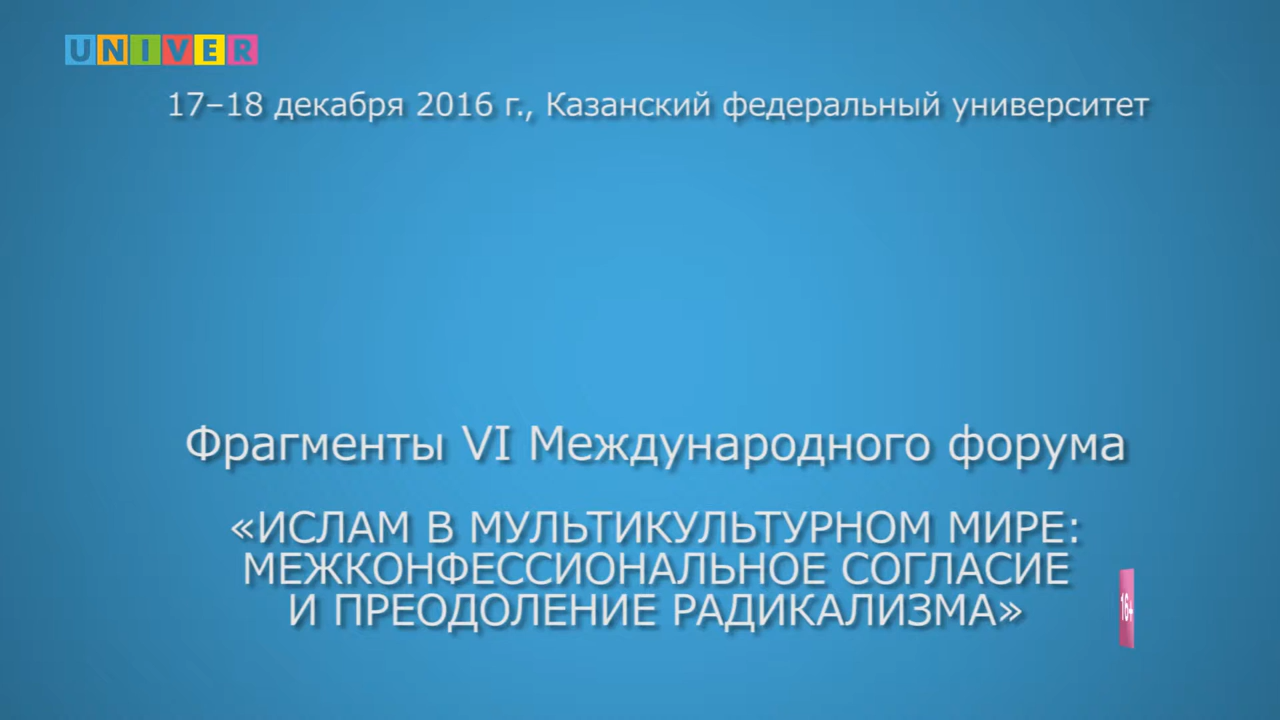 UNIVER
17–18 декабря 2016 г., Казанский федеральный университет
Фрагменты VI Международного форума
«ИСЛАМ В МУЛЬТИКУЛЬТУРНОМ МИРЕ:
МЕЖКОНФЕССИОНАЛЬНОЕ СОГЛАСИЕ
И ПРЕОДОЛЕНИЕ РАДИКАЛИЗМА»
16+